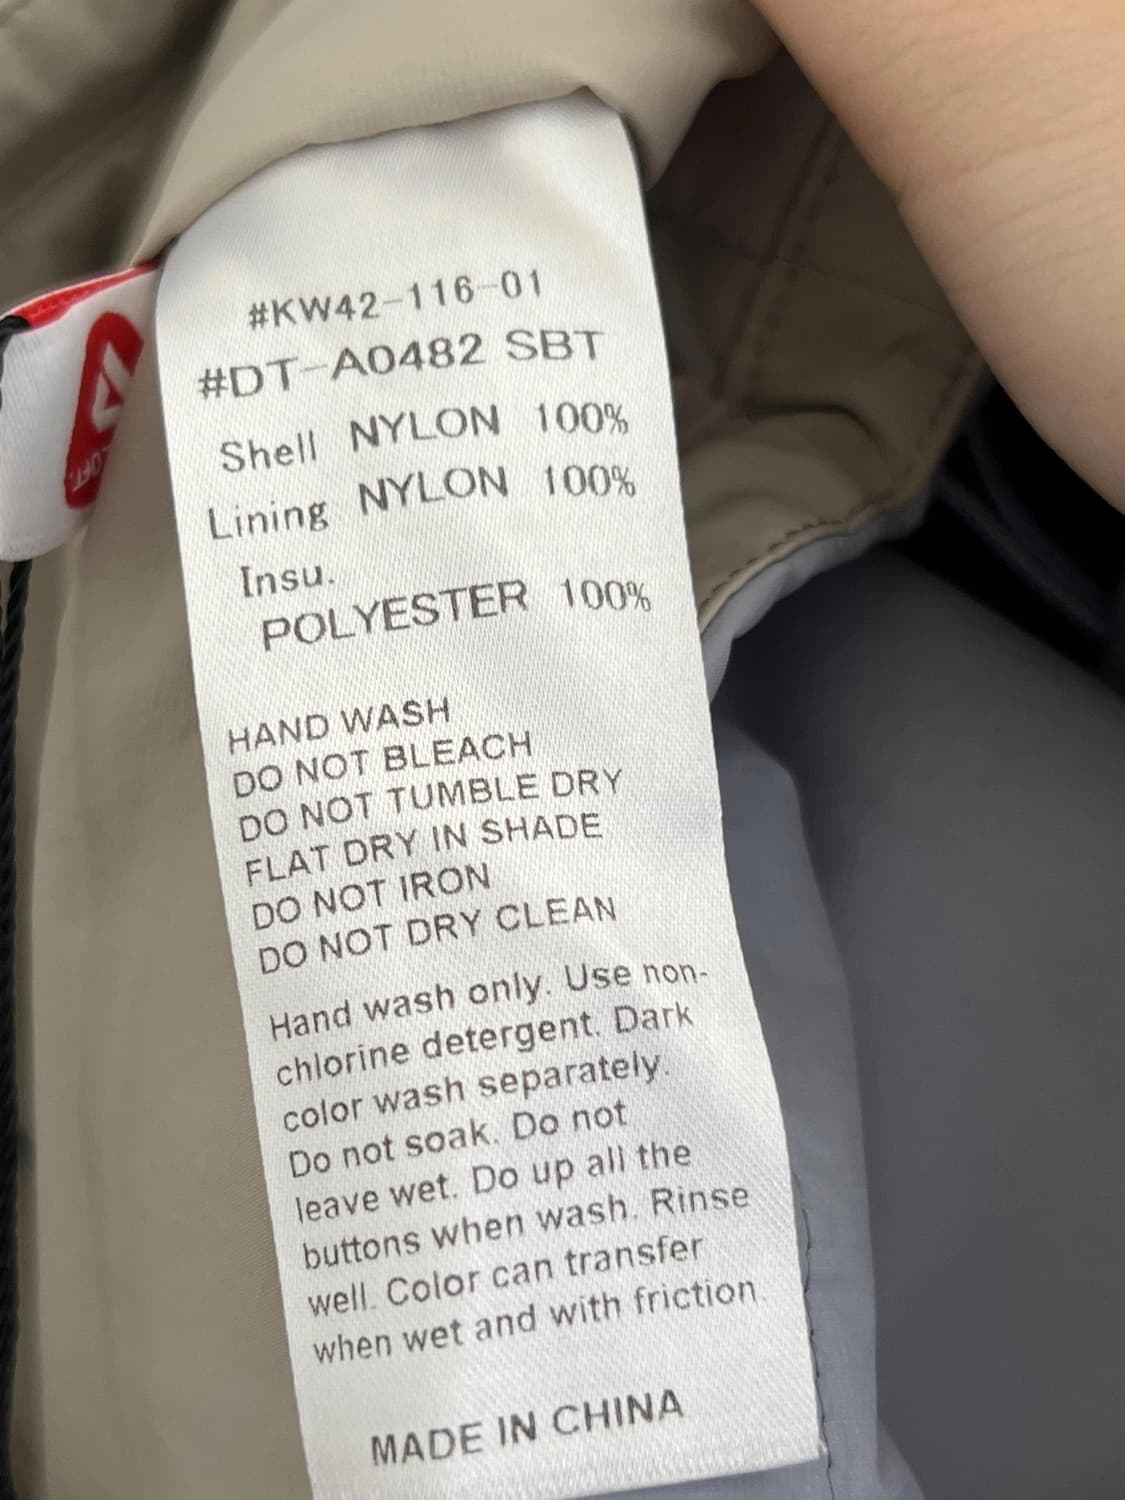 #KW42-116-01
#DT-A0482 SBT
Shell NYLON 100%
Lining NYLON 100%
Insu.
POLYESTER 100%
HAND WASH
DO NOT BLEACH
DO NOT TUMBLE DRY
FLAT DRY IN SHADE
DO NOT IRON
DO NOT DRY CLEAN
Hand wash only. Use non-
chlorine detergent. Dark
color wash separately.
Do not soak. Do not
leave wet. Do up all the
buttons when wash. Rinse
well. Color can transfer
when wet and with friction.
MADE IN CHINA